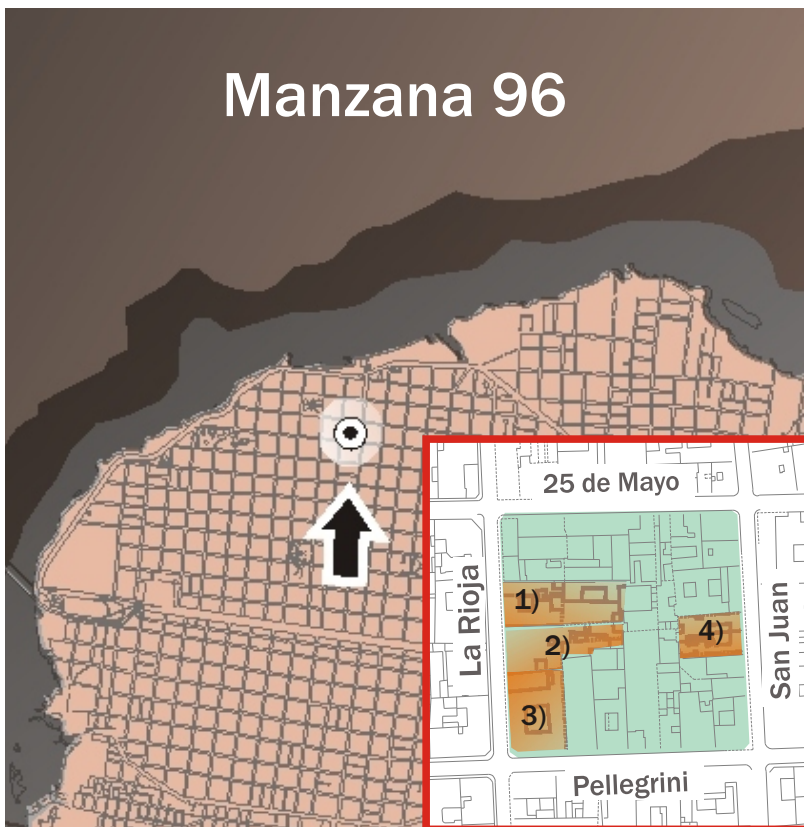 Manzana 96
25 de Mayo
La Rioja
1)
2)
3)
4)
San Juan
Pellegrini